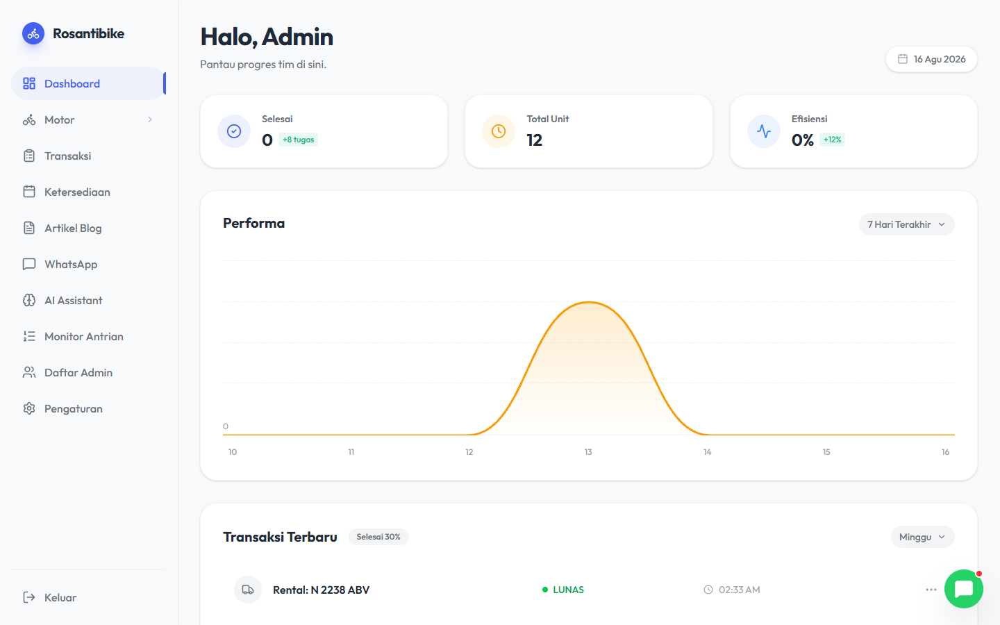 Rosantibike
Dashboard
Motor
Transaksi
Ketersediaan
Artikel Blog
WhatsApp
AI Assistant
Monitor Antrian
Daftar Admin
Pengaturan
Keluar
Halo, Admin
Pantau progres tim di sini.
16 Agu 2026
Selesai
0 +8 tugas
Total Unit
12
Efisiensi
0% +12%
Performa
7 Hari Terakhir
0
10 11 12 13 14 15 16
Transaksi Terbaru Selesai 30%
Minggu
Rental: N 2238 ABV LUNAS 02:33 AM